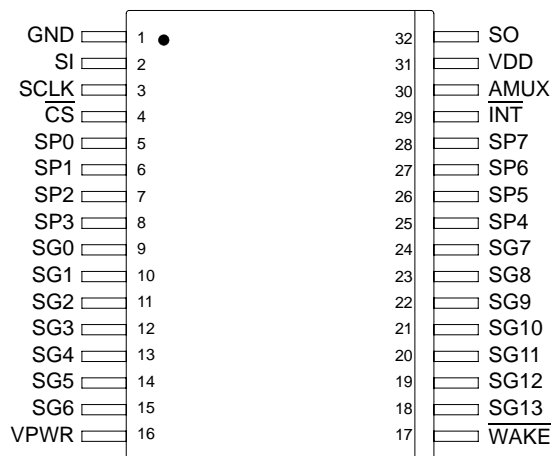 GND 1 32 SO
SI 2 31 VDD
SCLK 3 30 AMUX
CS 4 29 INT
SP0 5 28 SP7
SP1 6 27 SP6
SP2 7 26 SP5
SP3 8 25 SP4
SG0 9 24 SG7
SG1 10 23 SG8
SG2 11 22 SG9
SG3 12 21 SG10
SG4 13 20 SG11
SG5 14 19 SG12
SG6 15 18 SG13
VPWR 16 17 WAKE